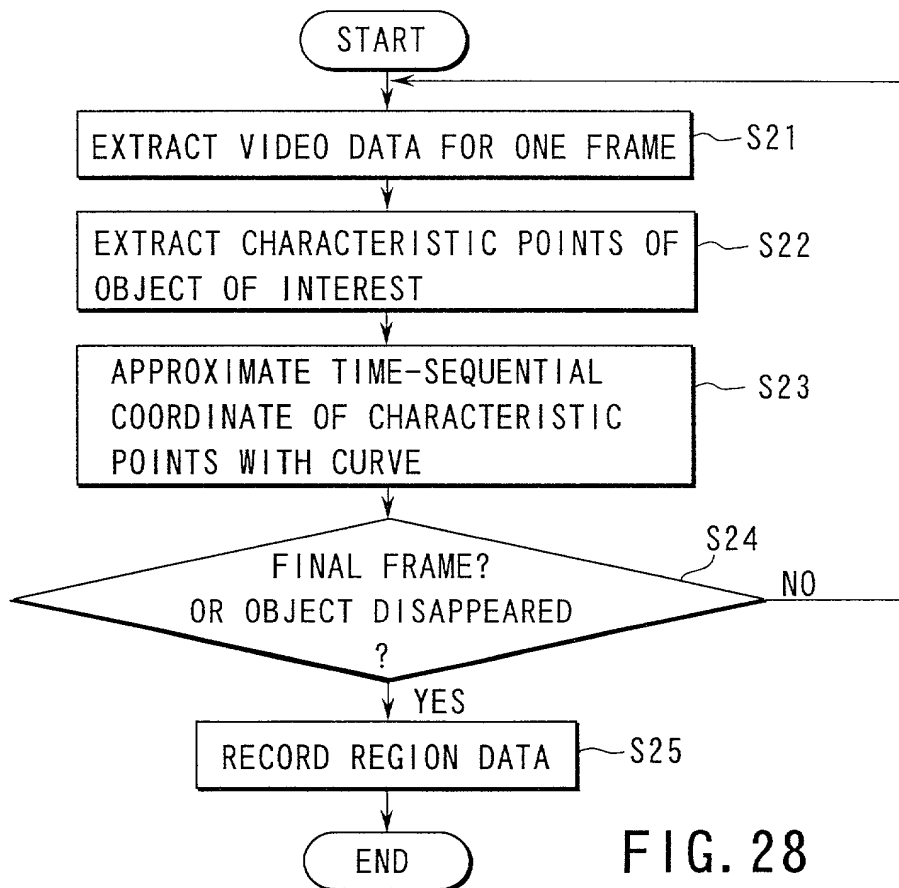 START
EXTRACT VIDEO DATA FOR ONE FRAME
S21
EXTRACT CHARACTERISTIC POINTS OF
OBJECT OF INTEREST
S22
APPROXIMATE TIME-SEQUENTIAL
COORDINATE OF CHARACTERISTIC
POINTS WITH CURVE
S23
FINAL FRAME?
OR OBJECT DISAPPEARED
?
S24
NO
YES
RECORD REGION DATA
S25
END
FIG. 28